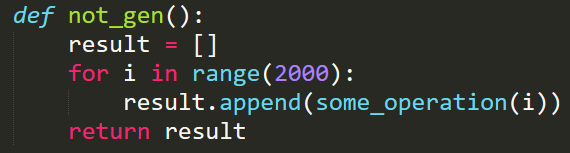 def not_gen():
    result = []
    for i in range(2000):
        result.append(some_operation(i))
    return result